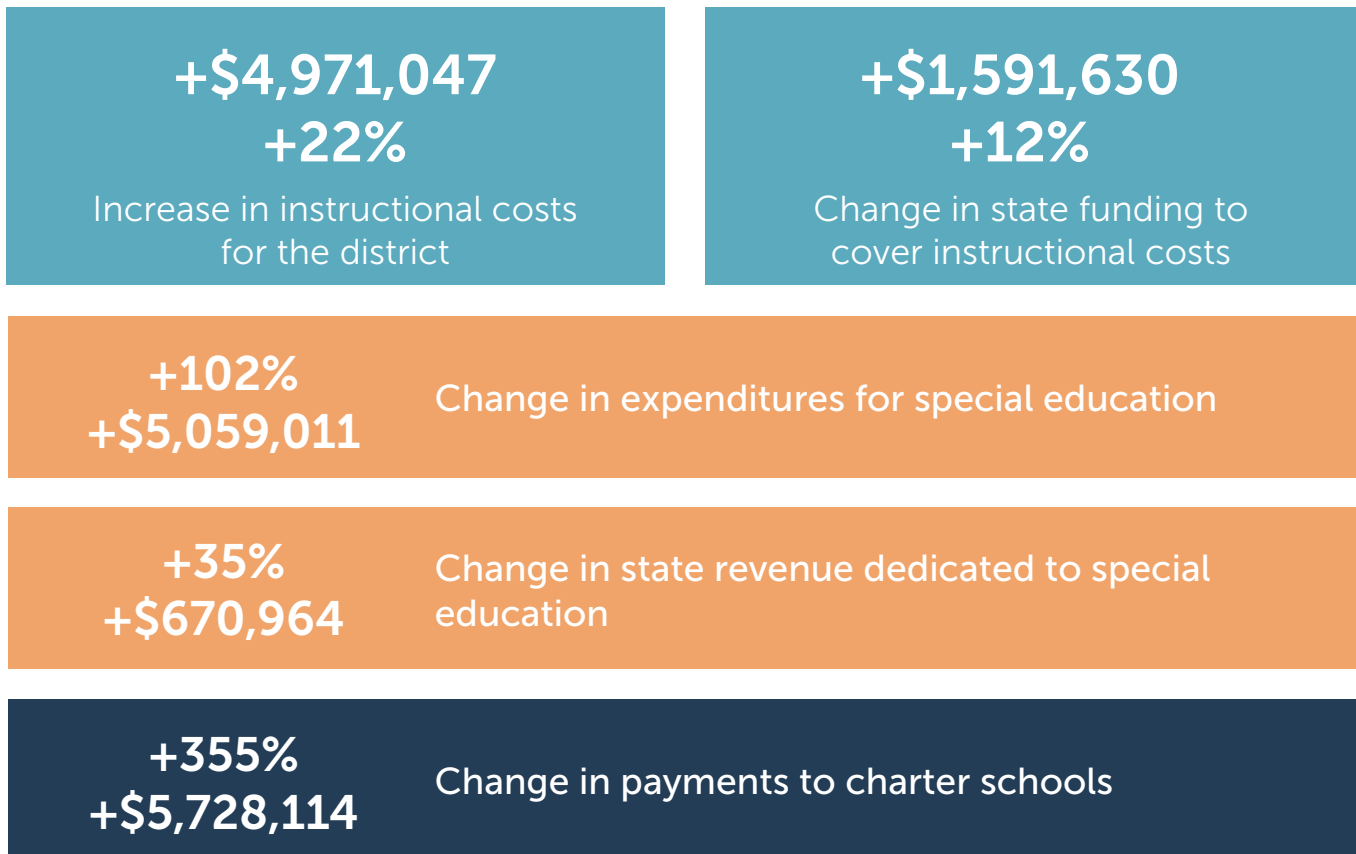 +$4,971,047
+22%
Increase in instructional costs
for the district
+$1,591,630
+12%
Change in state funding to
cover instructional costs
+102%
+$5,059,011
Change in expenditures for special education
+35%
+$670,964
Change in state revenue dedicated to special
education
+355%
+$5,728,114
Change in payments to charter schools